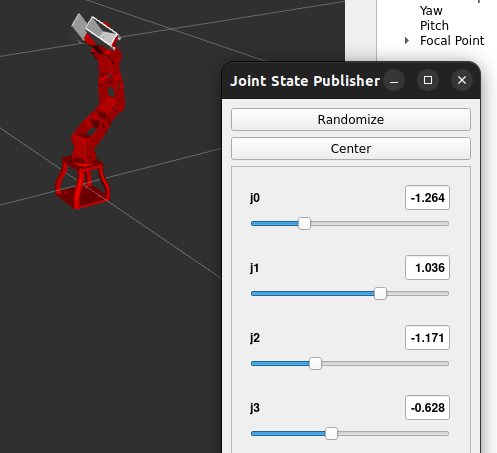 Yaw
Pitch
Focal Point
Joint State Publisher
Randomize
Center
j0
-1.264
j1
1.036
j2
-1.171
j3
-0.628